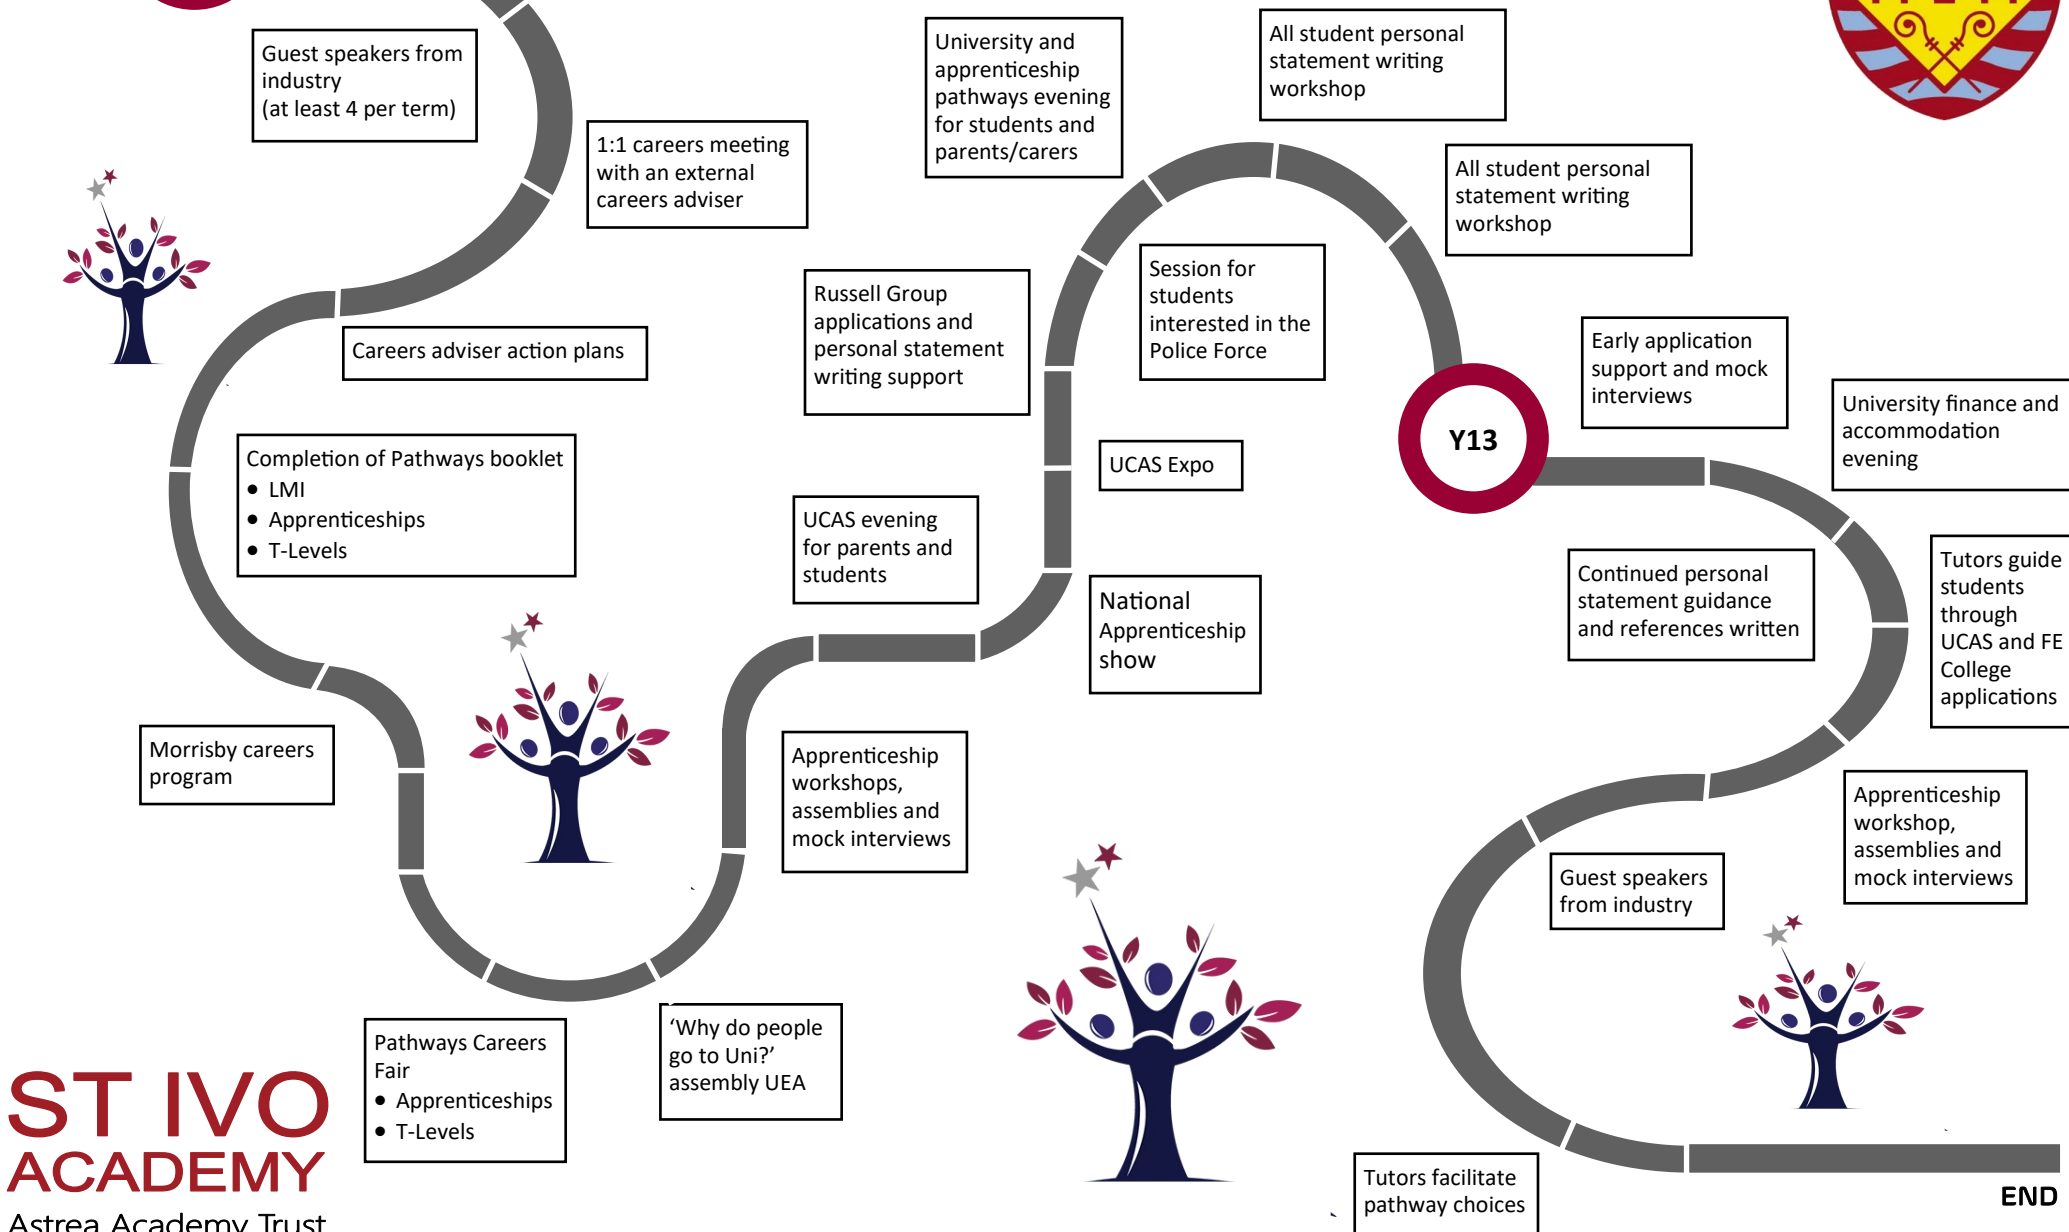 Guest speakers from
industry
(at least 4 per term)
1:1 careers meeting
with an external
careers adviser
Careers adviser action plans
Completion of Pathways booklet
• LMI
• Apprenticeships
• T-Levels
Morrisby careers
program
Pathways Careers
Fair
• Apprenticeships
• T-Levels
‘Why do people
go to Uni?’
assembly UEA
Apprenticeship
workshops,
assemblies and
mock interviews
UCAS evening
for parents and
students
National
Apprenticeship
show
UCAS Expo
Russell Group
applications and
personal statement
writing support
Session for
students
interested in the
Police Force
University and
apprenticeship
pathways evening
for students and
parents/carers
All student personal
statement writing
workshop
All student personal
statement writing
workshop
Y13
Early application
support and mock
interviews
University finance and
accommodation
evening
Continued personal
statement guidance
and references written
Tutors guide
students
through
UCAS and FE
College
applications
Apprenticeship
workshop,
assemblies and
mock interviews
Guest speakers
from industry
Tutors facilitate
pathway choices
END
ST IVO
ACADEMY
Astrea Academy Trust